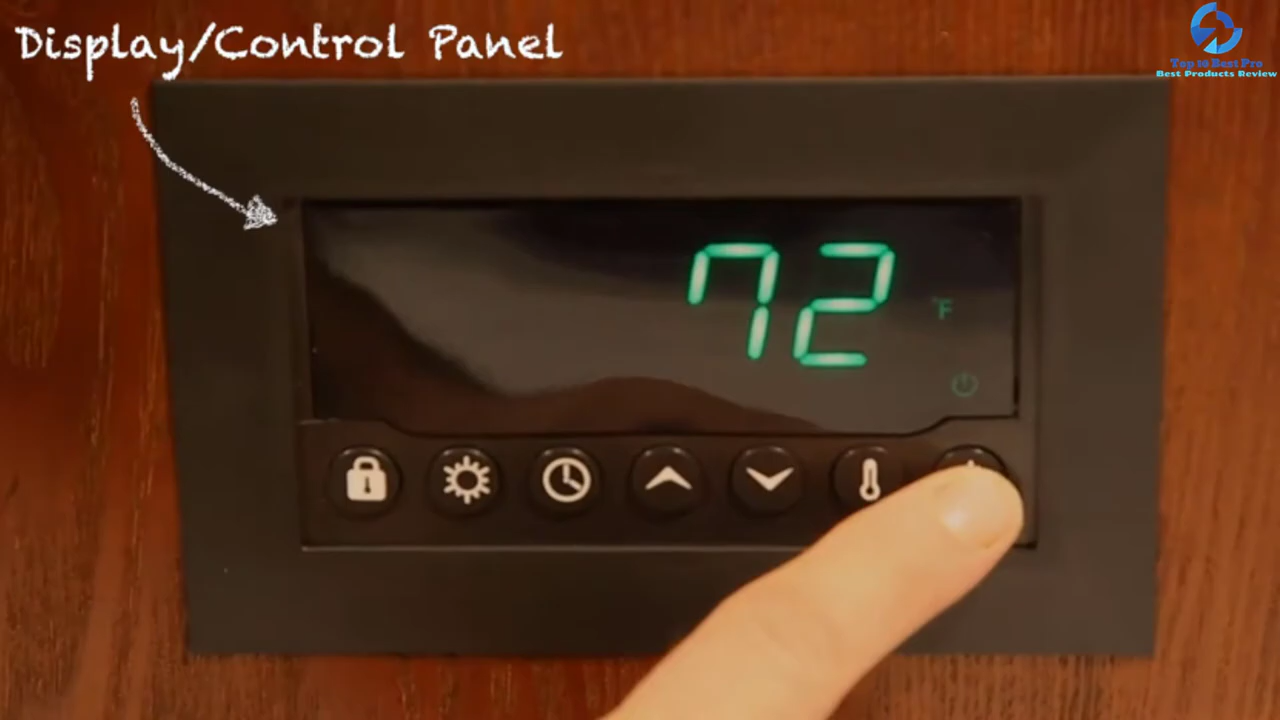 Display/Control Panel
Top 10 Best Pro
Best Products Review
72
°F